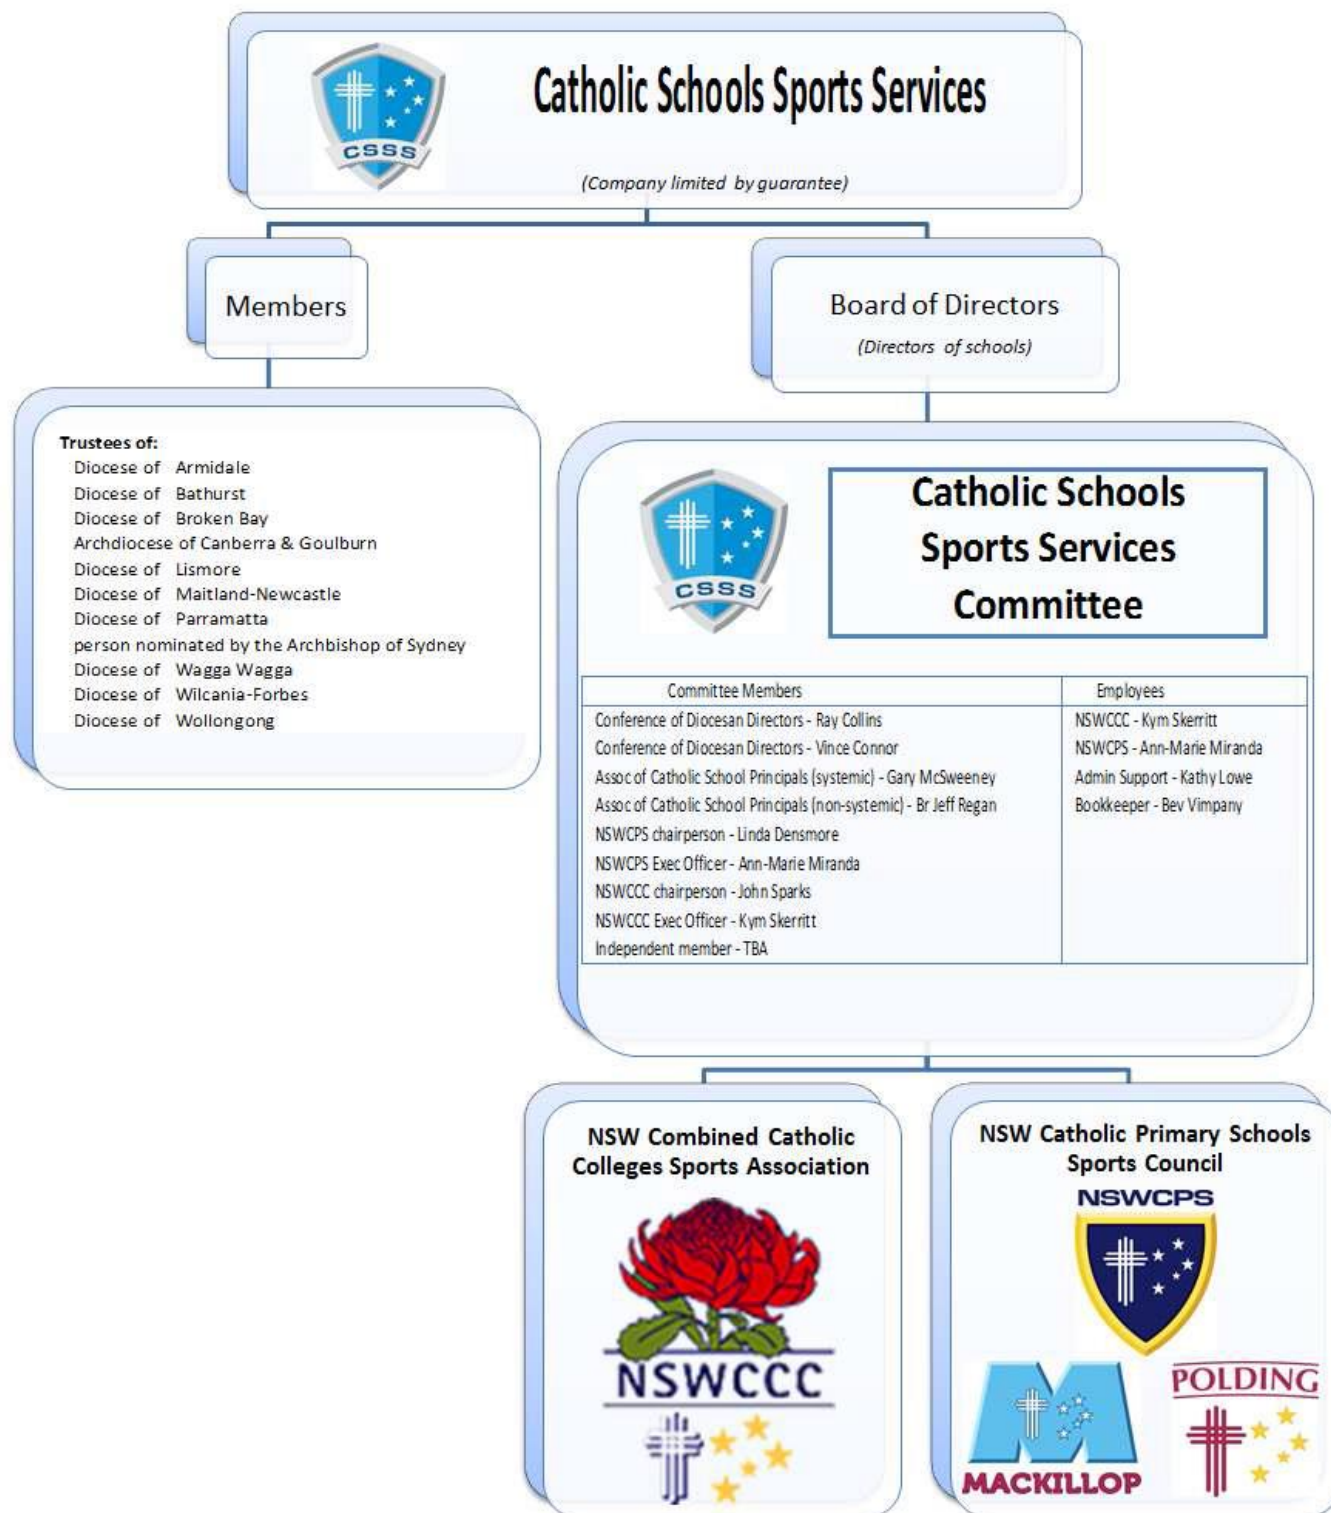 Catholic Schools Sports Services
CSSS
(Company limited by guarantee)
Members
Board of Directors
(Directors of schools)
Trustees of:
Diocese of Armidale
Diocese of Bathurst
Diocese of Broken Bay
Archdiocese of Canberra & Goulburn
Diocese of Lismore
Diocese of Maitland-Newcastle
Diocese of Parramatta
person nominated by the Archbishop of Sydney
Diocese of Wagga Wagga
Diocese of Wilcania-Forbes
Diocese of Wollongong
CSSS
Catholic Schools
Sports Services
Committee
Committee Members
Conference of Diocesan Directors - Ray Collins
Conference of Diocesan Directors - Vince Connor
Assoc of Catholic School Principals (systemic) - Gary McSweeney
Assoc of Catholic School Principals (non-systemic) - Br Jeff Regan
NSWCPS chairperson - Linda Densmore
NSWCPS Exec Officer - Ann-Marie Miranda
NSWCCC chairperson - John Sparks
NSWCCC Exec Officer - Kym Skerritt
Independent member - TBA
Employees
NSWCCC - Kym Skerritt
NSWCPS - Ann-Marie Miranda
Admin Support - Kathy Lowe
Bookkeeper - Bev Vimpany
NSW Combined Catholic
Colleges Sports Association
NSWCCC
NSW Catholic Primary Schools
Sports Council
NSWCPS
M
MACKILLOP
POLDING